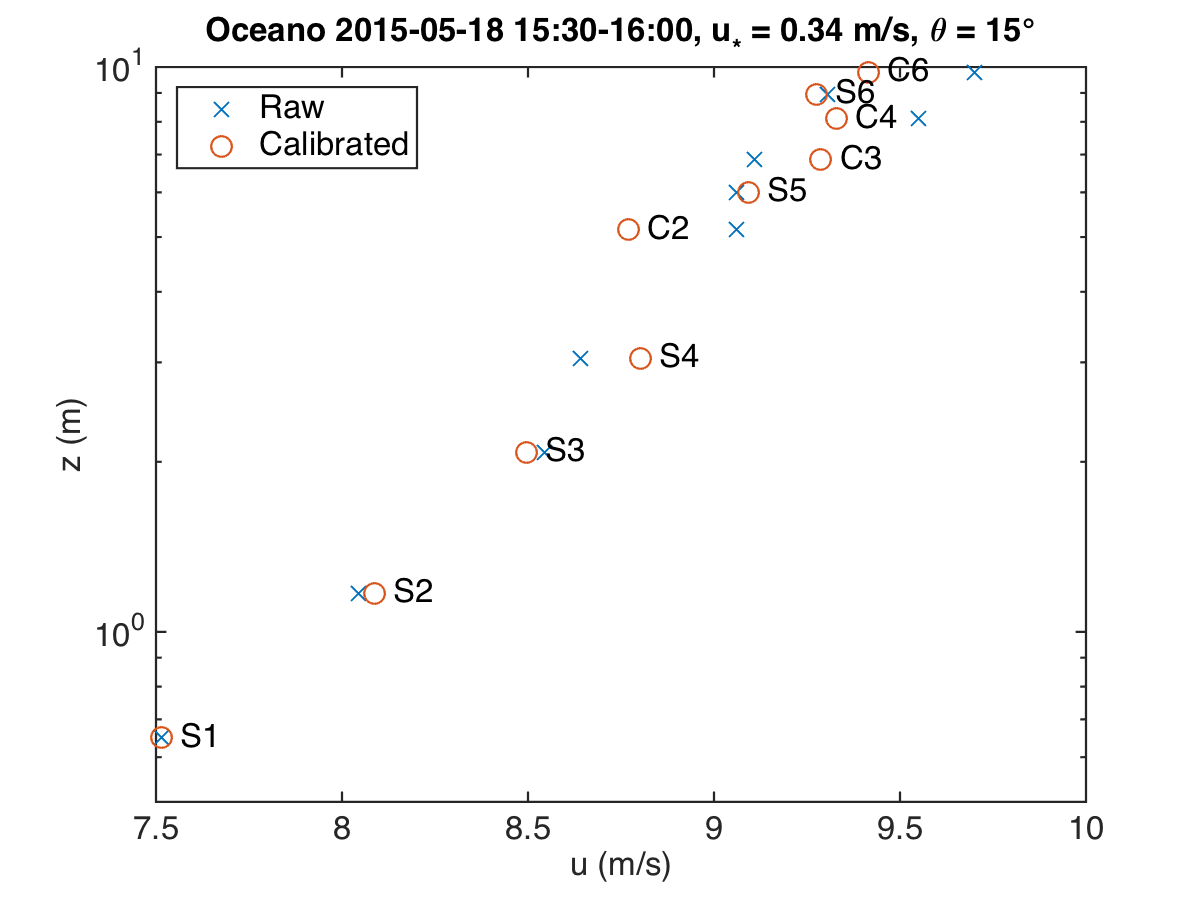 Oceano 2015-05-18 15:30-16:00, u* = 0.34 m/s, θ = 15°
10¹
Raw
Calibrated
C6
S6
C4
C3
S5
C2
S4
z (m)
S3
S2
10⁰
S1
7.5 8 8.5 9 9.5 10
u (m/s)